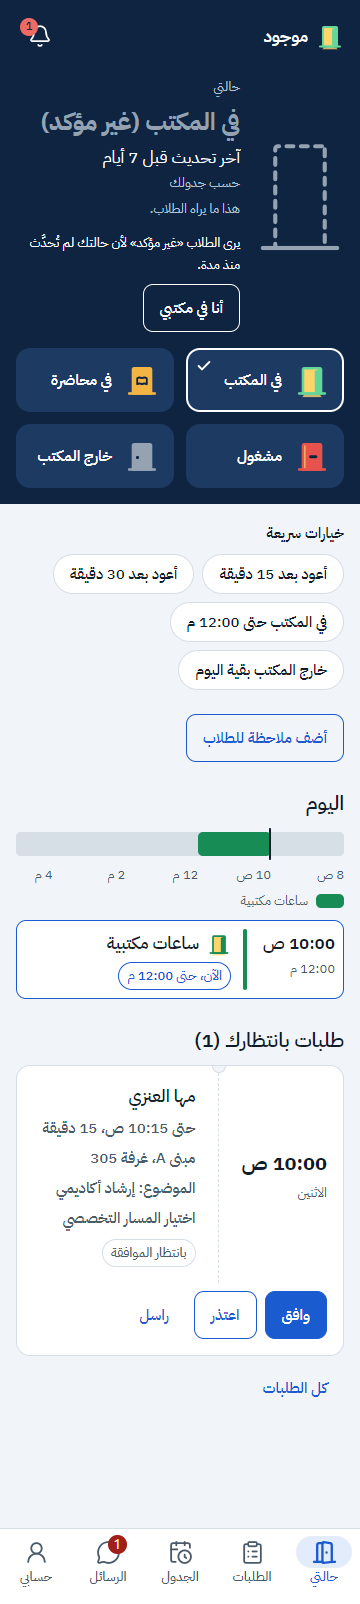 موجود
1
حالتي
في المكتب (غير مؤكد)
آخر تحديث قبل 7 أيام
حسب جدولك
هذا ما يراه الطلاب.
يرى الطلاب «غير مؤكد» لأن حالتك لم تُحدَّث
منذ مدة.
أنا في مكتبي
في المكتب
في محاضرة
مشغول
خارج المكتب
خيارات سريعة
أعود بعد 15 دقيقة
أعود بعد 30 دقيقة
في المكتب حتى 12:00 م
خارج المكتب بقية اليوم
أضف ملاحظة للطلاب
اليوم
8 ص
10 ص
12 م
2 م
4 م
ساعات مكتبية
10:00 ص
12:00 م
ساعات مكتبية
الآن، حتى 12:00 م
طلبات بانتظارك (1)
10:00 ص
الاثنين
مها العنزي
حتى 10:15 ص، 15 دقيقة
مبنى A، غرفة 305
الموضوع: إرشاد أكاديمي
اختيار المسار التخصصي
بانتظار الموافقة
وافق
اعتذر
راسل
كل الطلبات
حالتي
الطلبات
الجدول
1
الرسائل
حسابي